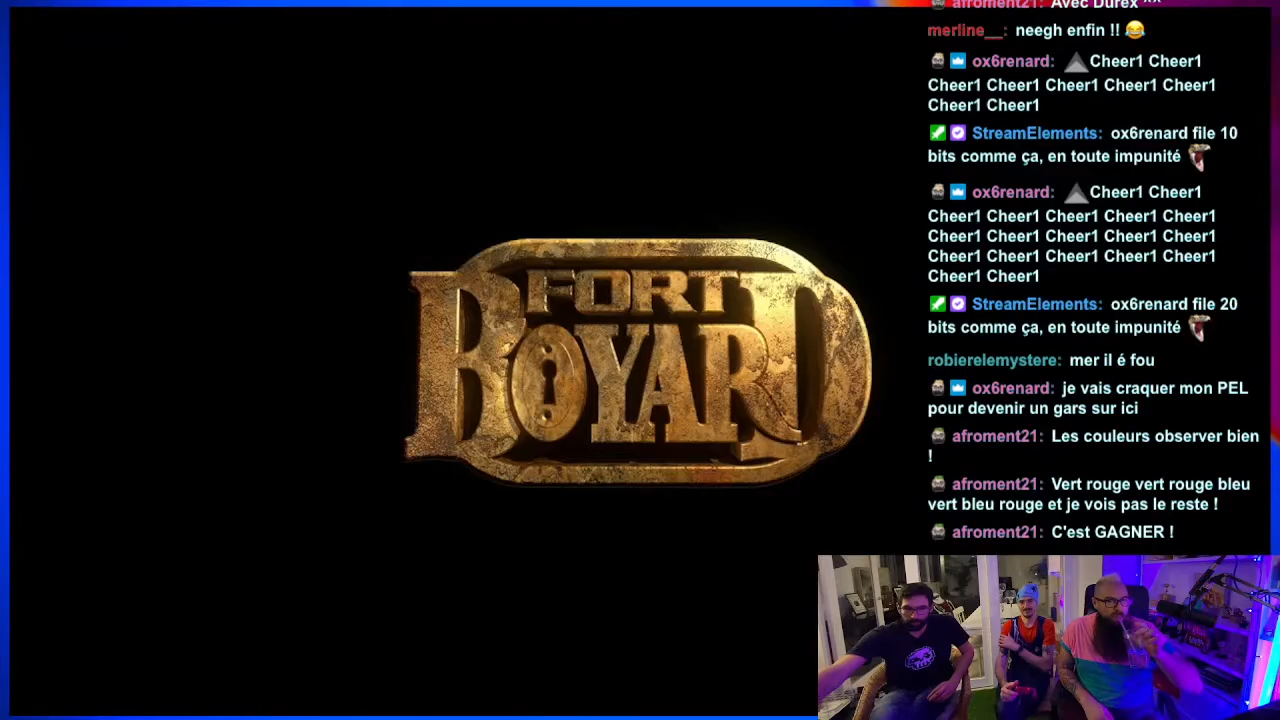 afroment21: Avec Durex ^^
merline__: neegh enfin !! 😂
ox6renard: Cheer1 Cheer1
Cheer1 Cheer1 Cheer1 Cheer1 Cheer1
Cheer1 Cheer1
StreamElements: ox6renard file 10
bits comme ça, en toute impunité
ox6renard: Cheer1 Cheer1
Cheer1 Cheer1 Cheer1 Cheer1 Cheer1
Cheer1 Cheer1 Cheer1 Cheer1 Cheer1
Cheer1 Cheer1 Cheer1 Cheer1 Cheer1
Cheer1 Cheer1
StreamElements: ox6renard file 20
bits comme ça, en toute impunité
robierelemystere: mer il é fou
ox6renard: je vais craquer mon PEL
pour devenir un gars sur ici
afroment21: Les couleurs observer bien
!
afroment21: Vert rouge vert rouge bleu
vert bleu rouge et je vois pas le reste !
afroment21: C'est GAGNER !
FORT
BOYARD